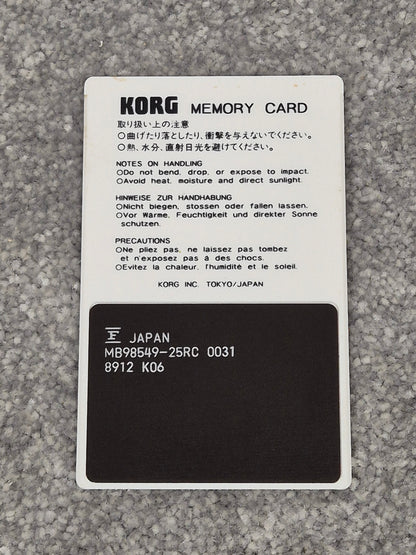 KORG MEMORY CARD
取り扱い上の注意
○曲げたり落としたり、衝撃を与えないでください。
○熱、水分、直射日光を避けてください。
NOTES ON HANDLING
○Do not bend, drop, or expose to impact.
○Avoid heat, moisture and direct sunlight.
HINWEISE ZUR HANDHABUNG
○Nicht biegen, stossen oder fallen lassen.
○Vor Wärme, Feuchtigkeit und direkter Sonne
schutzen.
PRECAUTIONS
○Ne pliez pas, ne laissez pas tombez
et n'exposez pas à des chocs.
○Evitez la chaleur, l'humidité et le soleil.
KORG INC. TOKYO/JAPAN
F JAPAN
MB98549-25RC 0031
8912 K06